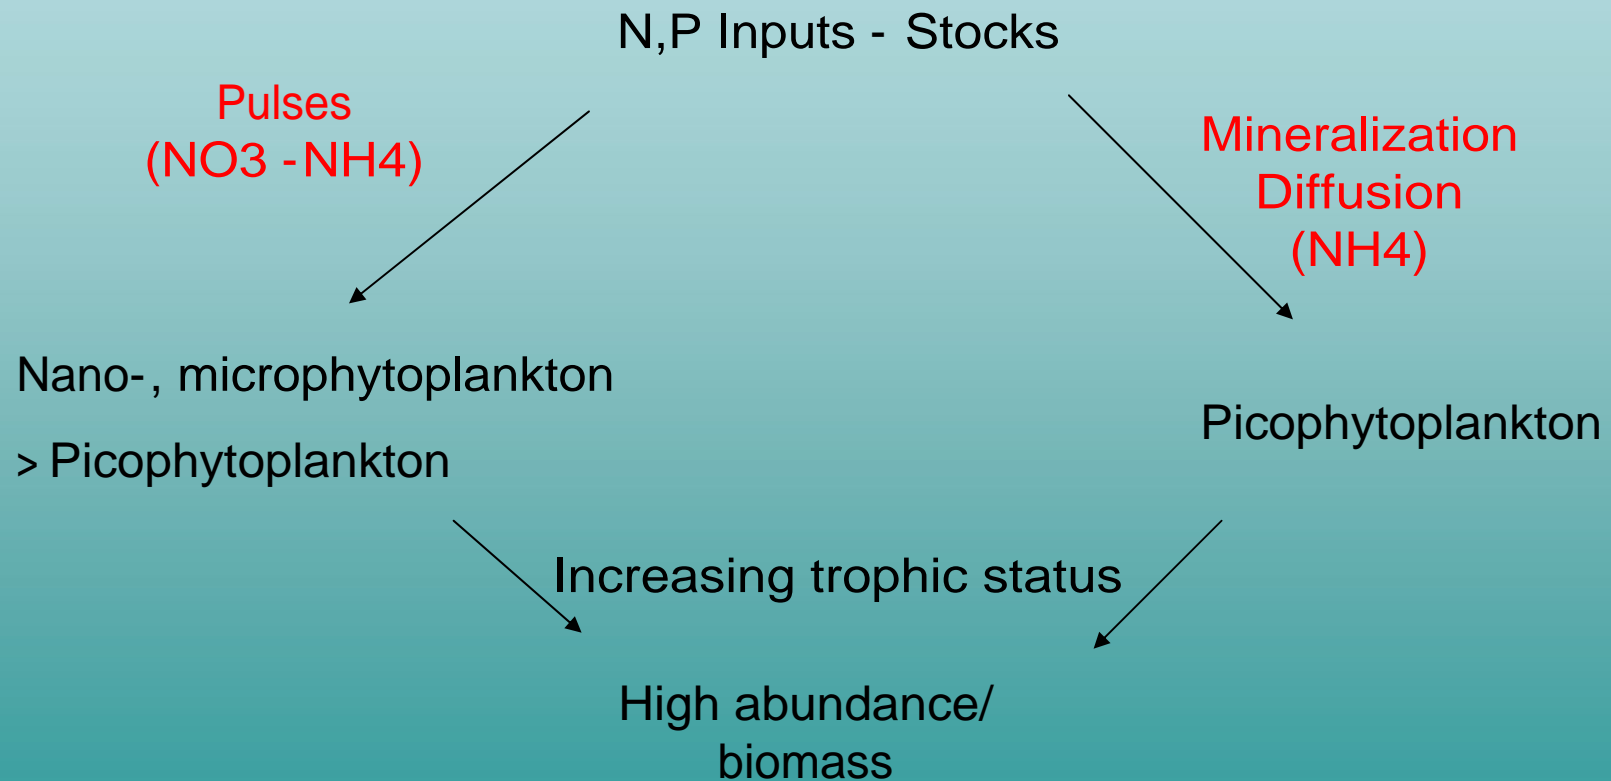 N,P Inputs - Stocks
Pulses
(NO3 -NH4)
Mineralization
Diffusion
(NH4)
Nano-, microphytoplankton
> Picophytoplankton
Picophytoplankton
Increasing trophic status
High abundance/
biomass